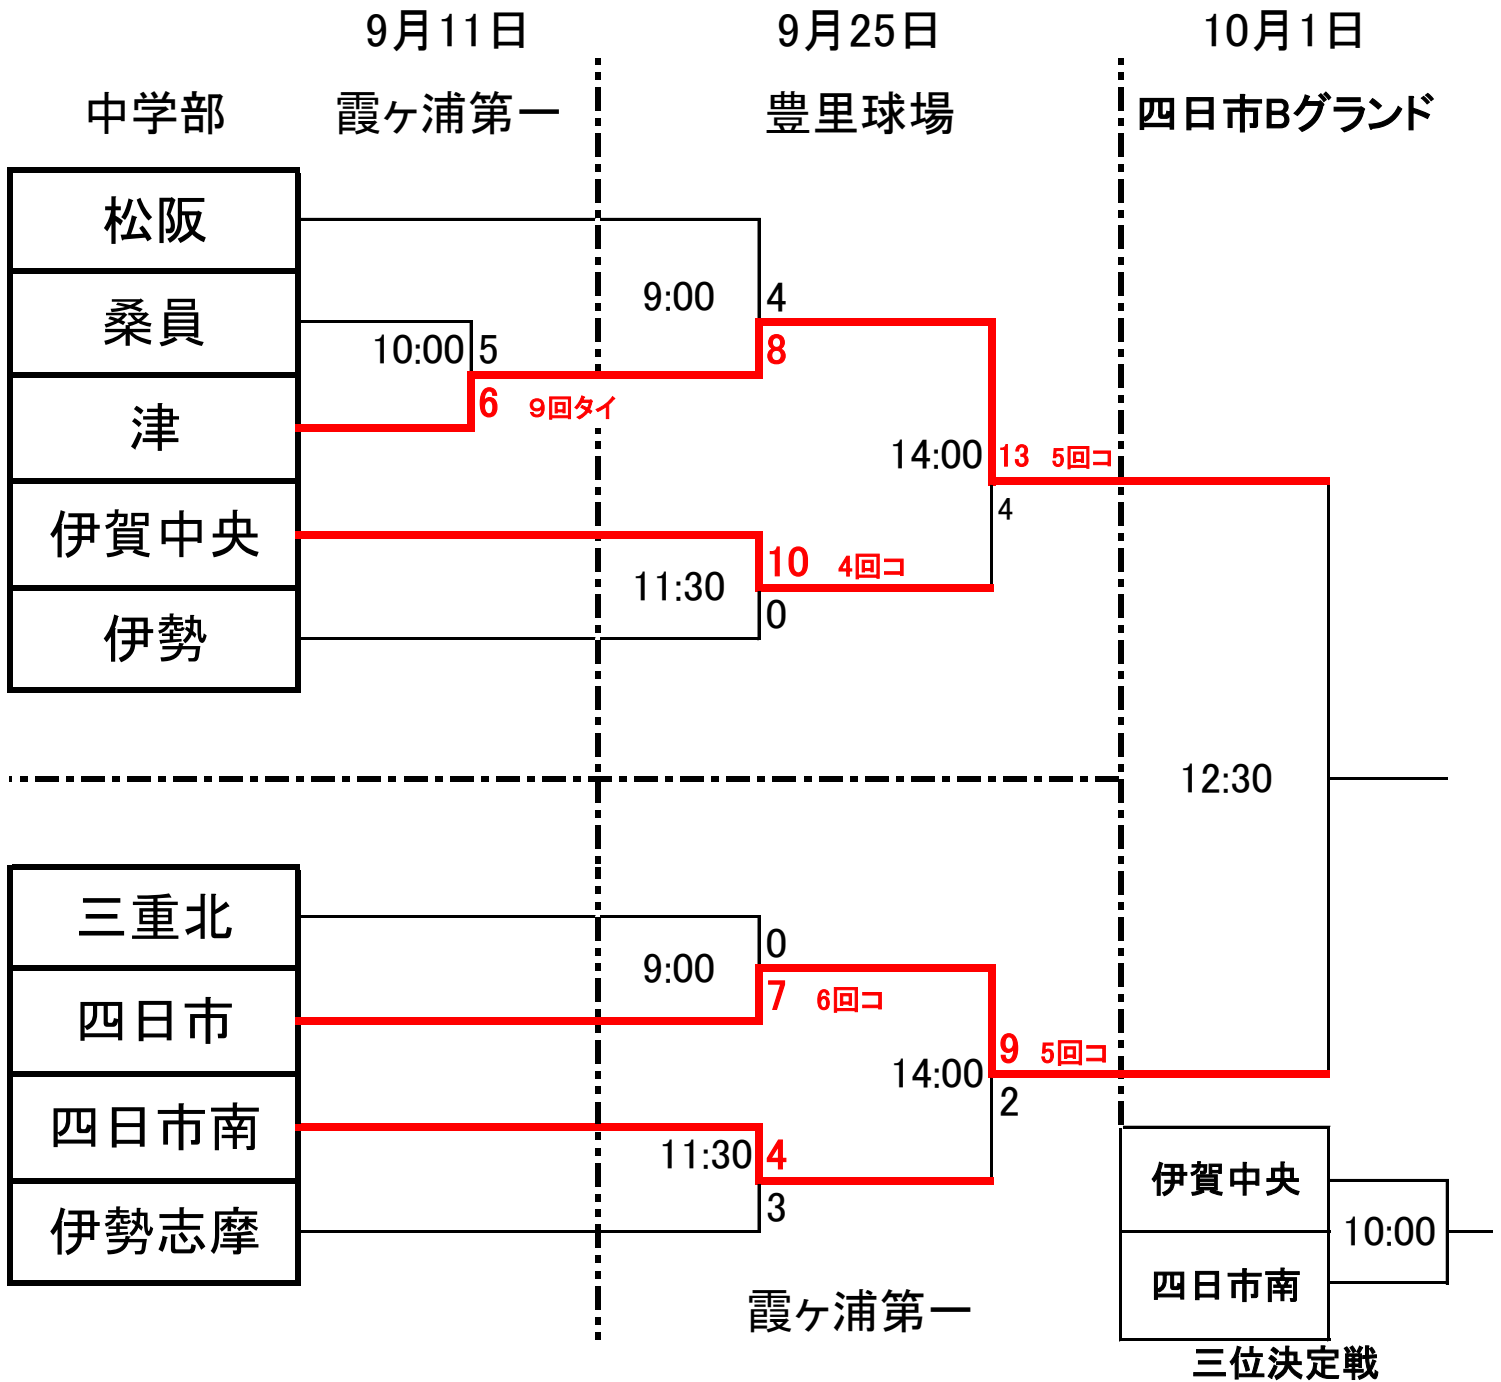 9月11日
9月25日
10月1日
中学部
霞ヶ浦第一
豊里球場
四日市Bグランド
松阪
桑員
津
伊賀中央
伊勢
9:00
4
8
10:00
5
6 9回タイ
14:00
13 5回コ
4
10 4回コ
11:30
0
12:30
三重北
四日市
四日市南
伊勢志摩
0
9:00
7 6回コ
9 5回コ
14:00
2
11:30
4
3
伊賀中央
10:00
四日市南
霞ヶ浦第一
三位決定戦